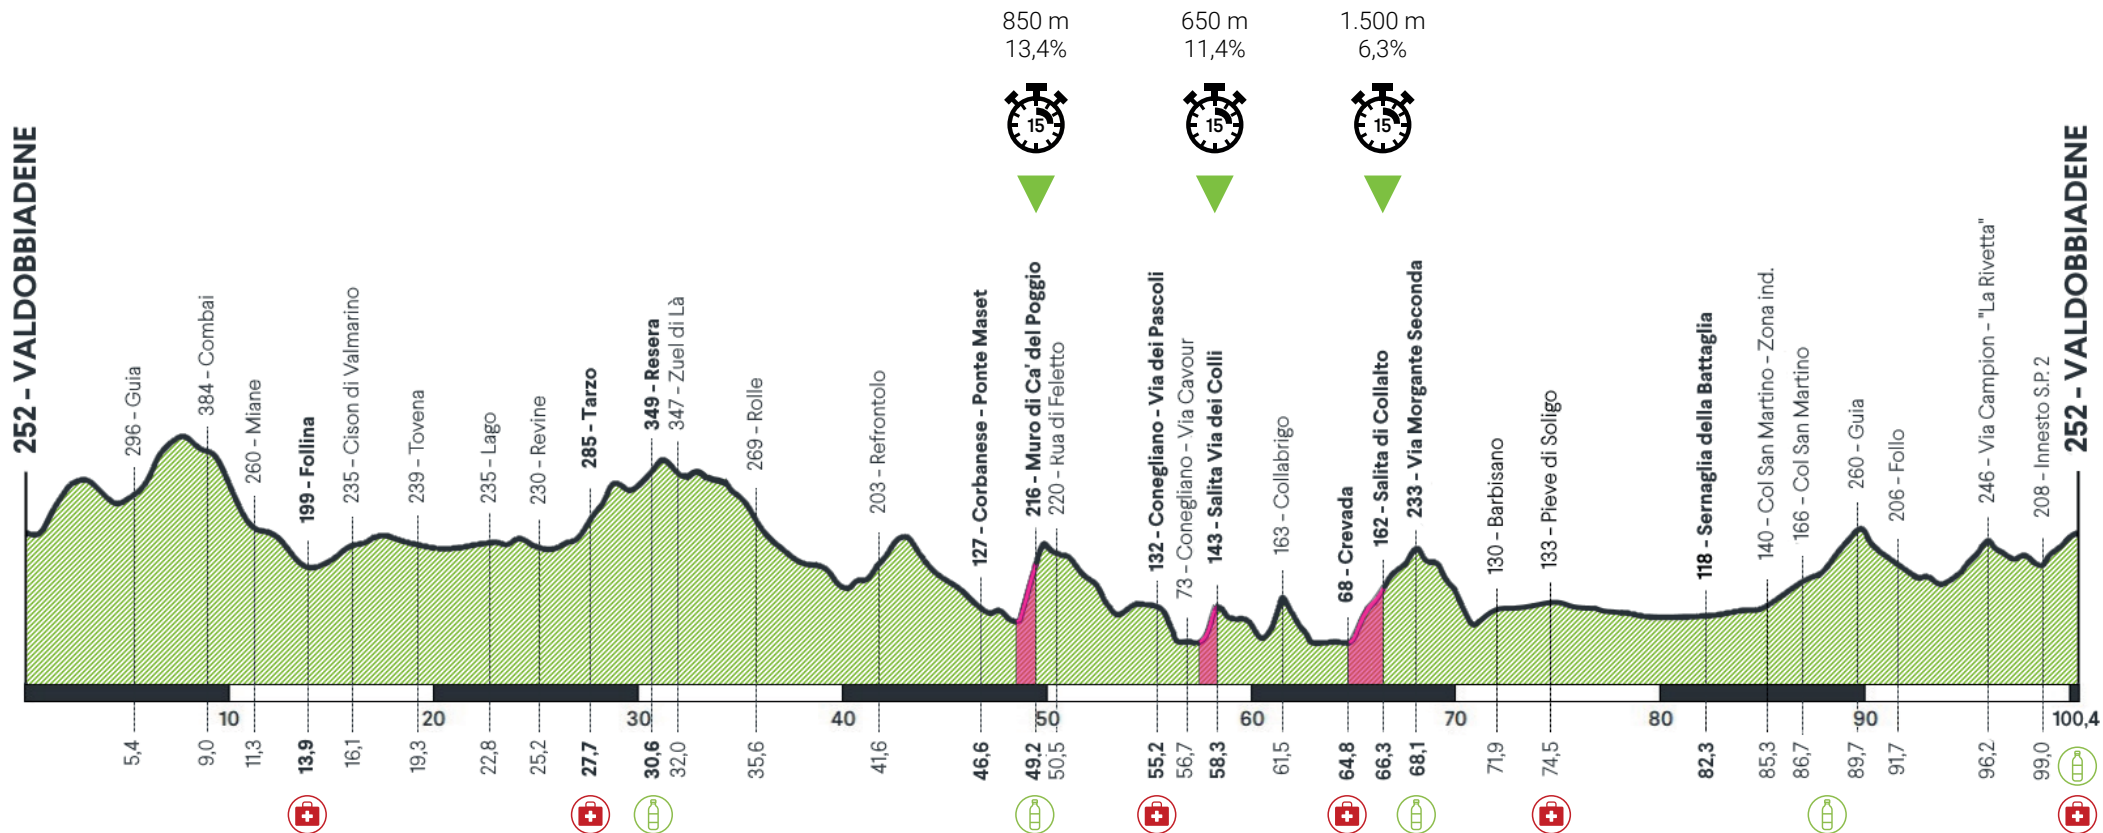 850 m
13,4%
650 m
11,4%
1.500 m
6,3%
15
15
15
252 – VALDOBBIADENE
296 – Guia
384 – Combai
260 – Miane
199 – Follina
235 – Cison di Valmarino
239 – Tovena
235 – Lago
230 – Revine
285 – Tarzo
349 – Resera
347 – Zuel di Là
269 – Rolle
203 – Refrontolo
127 – Corbanese – Ponte Maset
216 – Muro di Ca' del Poggio
220 – Rua di Feletto
132 – Conegliano – Via dei Pascoli
73 – Conegliano – Via Cavour
143 – Salita Via dei Colli
163 – Collabrigo
68 – Crevada
162 – Salita di Collalto
233 – Via Morgante Seconda
130 – Barbisano
133 – Pieve di Soligo
118 – Sernaglia della Battaglia
140 – Col San Martino – Zona ind.
166 – Col San Martino
260 – Guia
206 – Follo
246 – Via Campion – "La Rivetta"
208 – Innesto S.P. 2
252 – VALDOBBIADENE
10
20
30
40
50
60
70
80
90
100,4
5,4
9,0
11,3
13,9
16,1
19,3
22,8
25,2
27,7
30,6
32,0
35,6
41,6
46,6
49,2
50,5
55,2
56,7
58,3
61,5
64,8
66,3
68,1
71,9
74,5
82,3
85,3
86,7
89,7
91,7
96,2
99,0